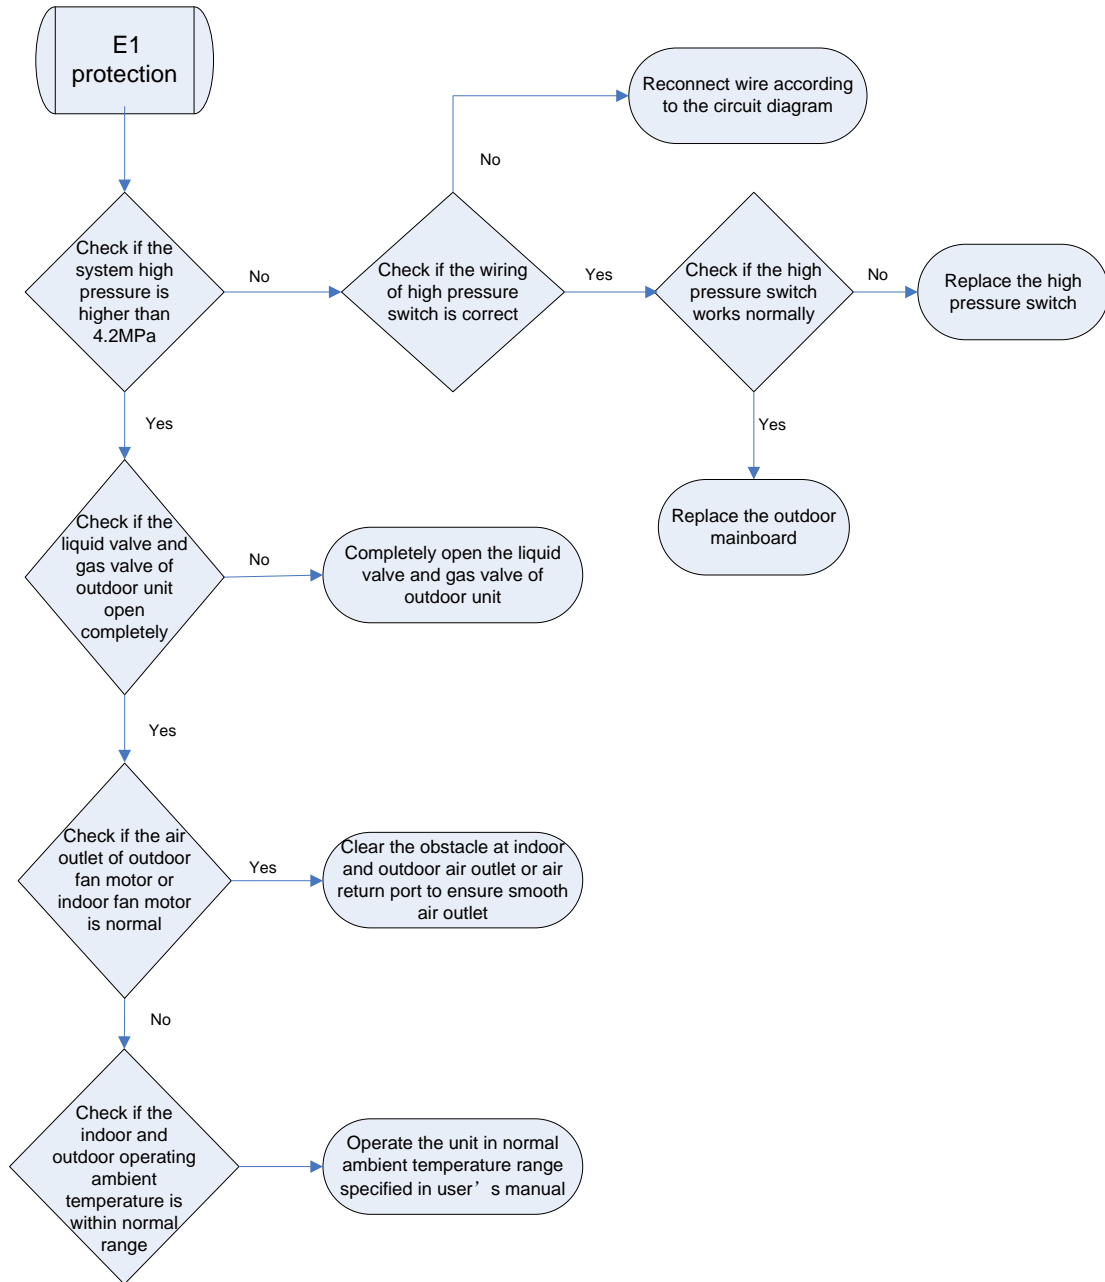 E1
protection
Reconnect wire according
to the circuit diagram
No
Check if the
system high
pressure is
higher than
4.2MPa
No
Check if the wiring
of high pressure
switch is correct
Yes
Check if the high
pressure switch
works normally
No
Replace the high
pressure switch
Yes
Yes
Replace the outdoor
mainboard
Check if the
liquid valve and
gas valve of
outdoor unit
open
completely
No
Completely open the liquid
valve and gas valve of
outdoor unit
Yes
Check if the air
outlet of outdoor
fan motor or
indoor fan motor
is normal
Yes
Clear the obstacle at indoor
and outdoor air outlet or air
return port to ensure smooth
air outlet
No
Check if the
indoor and
outdoor operating
ambient
temperature is
within normal
range
Operate the unit in normal
ambient temperature range
specified in user’s manual